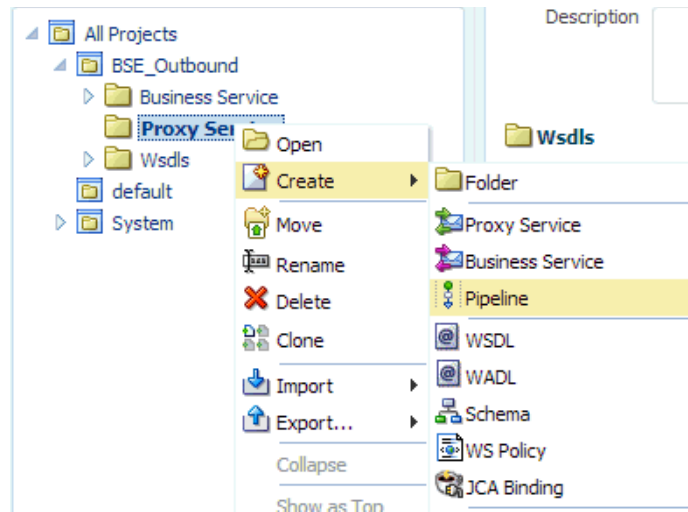 Description
All Projects
BSE_Outbound
Business Service
Proxy Ser
Wsdls
default
System
Wsdls
Open
Create
Move
Rename
Delete
Clone
Import
Export...
Collapse
Show as Top
Folder
Proxy Service
Business Service
Pipeline
WSDL
WADL
Schema
WS Policy
JCA Binding